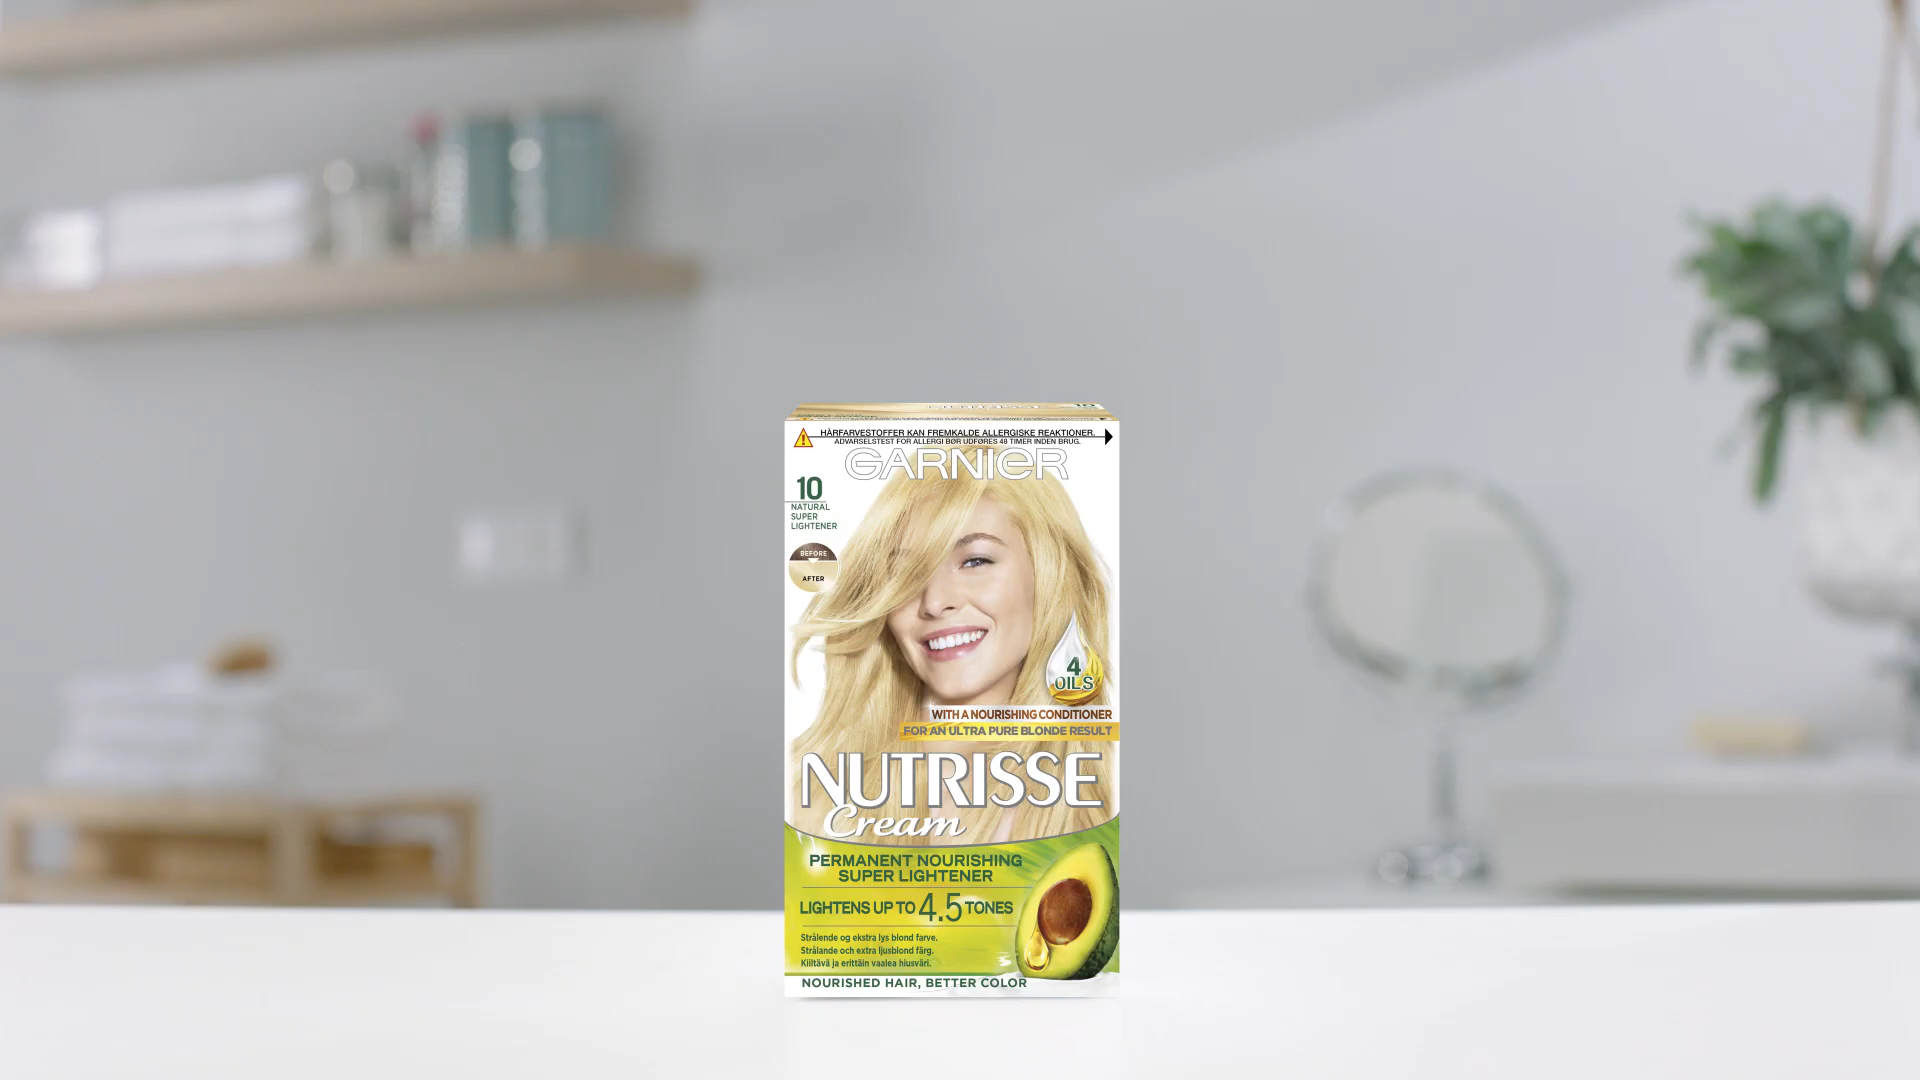 HÅRFARVESTOFFER KAN FREMKALDE ALLERGISKE REAKTIONER.
ADVARSELSTEST FOR ALLERGI BØR UDFØRES 48 TIMER INDEN BRUG.
GARNIER
10
NATURAL
SUPER
LIGHTENER
BEFORE
AFTER
4
OILS
WITH A NOURISHING CONDITIONER
FOR AN ULTRA PURE BLONDE RESULT
NUTRISSE
Cream
PERMANENT NOURISHING
SUPER LIGHTENER
LIGHTENS UP TO 4.5 TONES
Strålende og ekstra lys blond farve.
Strålande och extra ljusblond färg.
Kiiltävä ja erittäin vaalea hiusväri.
NOURISHED HAIR, BETTER COLOR